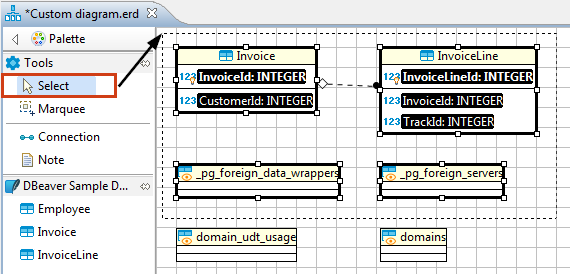 *Custom diagram.erd
Palette
Tools
Select
Marquee
Connection
Note
DBeaver Sample D...
Employee
Invoice
InvoiceLine
Invoice
123 InvoiceId: INTEGER
123 CustomerId: INTEGER
InvoiceLine
123 InvoiceLineId: INTEGER
123 InvoiceId: INTEGER
123 TrackId: INTEGER
_pg_foreign_data_wrappers
_pg_foreign_servers
domain_udt_usage
domains